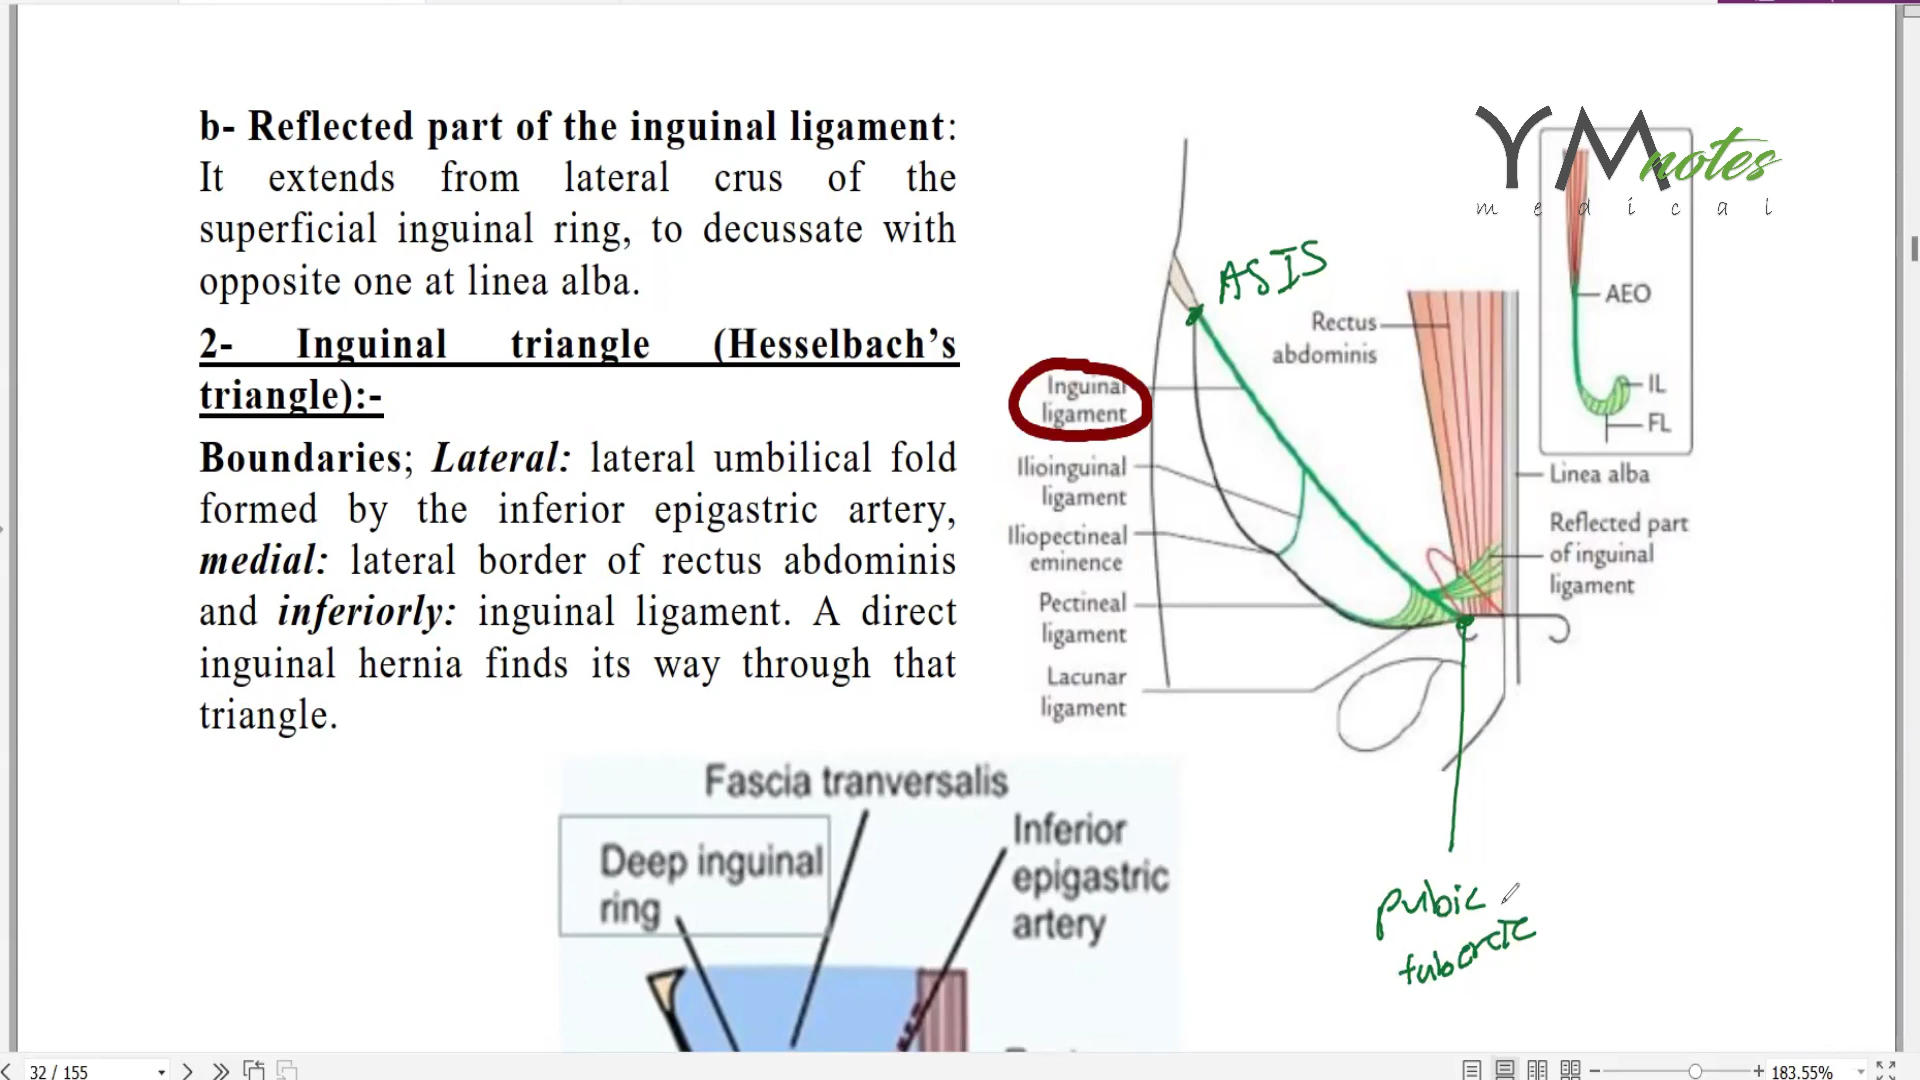 b- Reflected part of the inguinal ligament:
It extends from lateral crus of the
superficial inguinal ring, to decussate with
opposite one at linea alba.
2- Inguinal triangle (Hesselbach’s
triangle):-
Boundaries; Lateral: lateral umbilical fold
formed by the inferior epigastric artery,
medial: lateral border of rectus abdominis
and inferiorly: inguinal ligament. A direct
inguinal hernia finds its way through that
triangle.
YM notes
medical
ASIS
Rectus
abdominis
Inguinal
ligament
Ilioinguinal
ligament
Iliopectineal
eminence
Pectineal
ligament
Lacunar
ligament
AEO
IL
FL
Linea alba
Reflected part
of inguinal
ligament
pubic
tubercle
Fascia tranversalis
Deep inguinal
ring
Inferior
epigastric
artery
32 / 155
183.55%